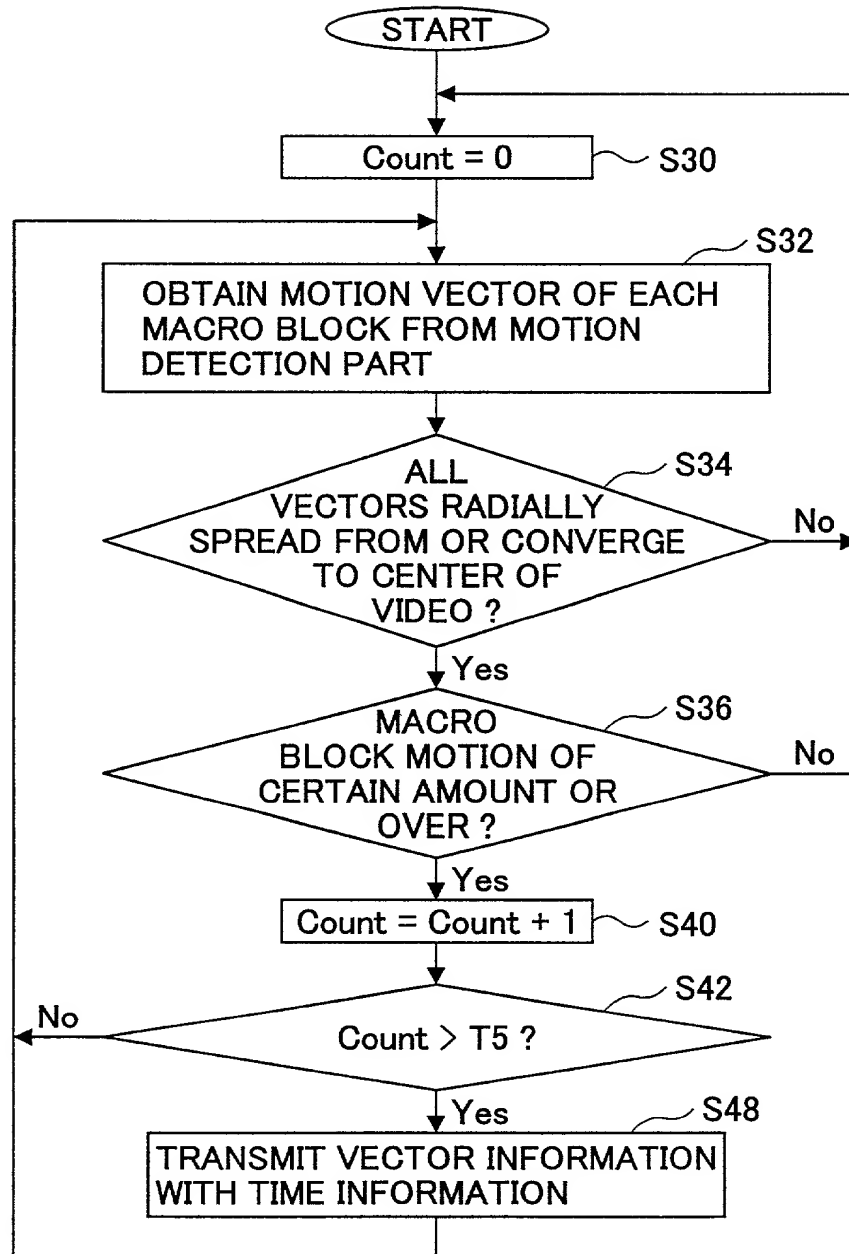 START
Count = 0
S30
S32
OBTAIN MOTION VECTOR OF EACH
MACRO BLOCK FROM MOTION
DETECTION PART
S34
ALL
VECTORS RADIALLY
SPREAD FROM OR CONVERGE
TO CENTER OF
VIDEO ?
No
Yes
S36
MACRO
BLOCK MOTION OF
CERTAIN AMOUNT OR
OVER ?
No
Yes
Count = Count + 1
S40
S42
Count > T5 ?
No
Yes
S48
TRANSMIT VECTOR INFORMATION
WITH TIME INFORMATION